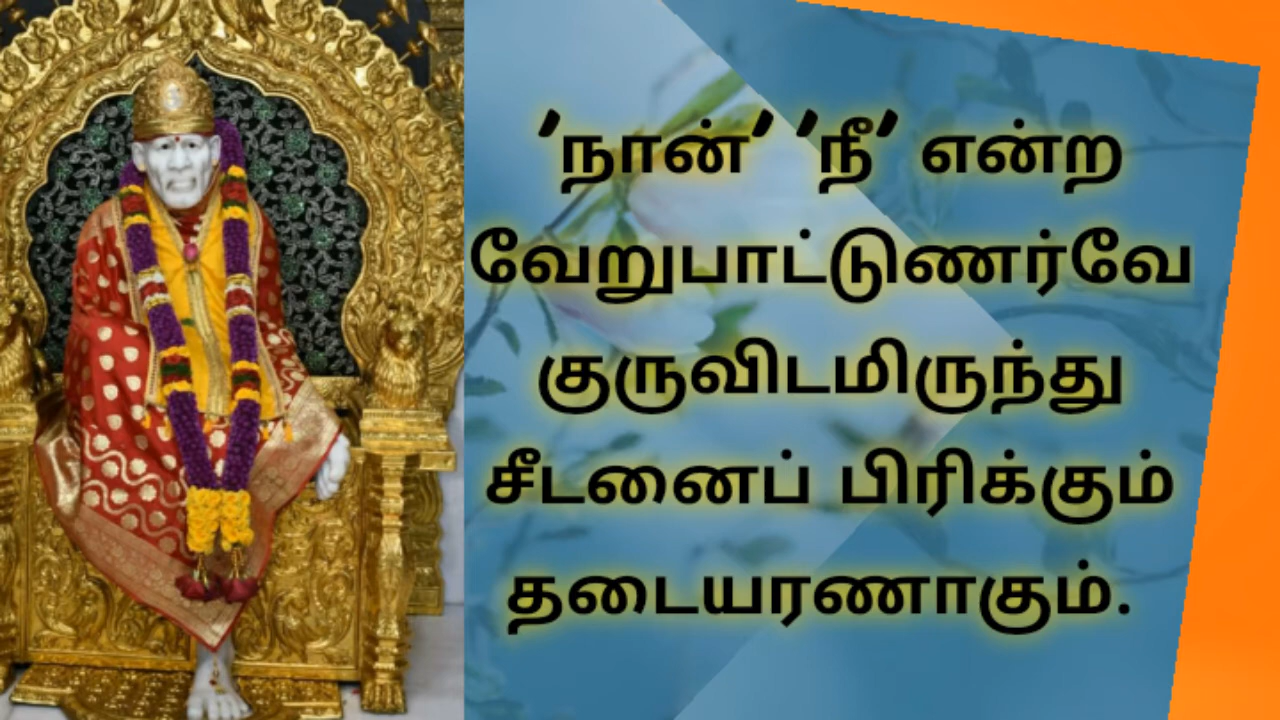 'நான்' 'நீ' என்ற
வேறுபாட்டுணர்வே
குருவிடமிருந்து
சீடனைப் பிரிக்கும்
தடையரணாகும்.